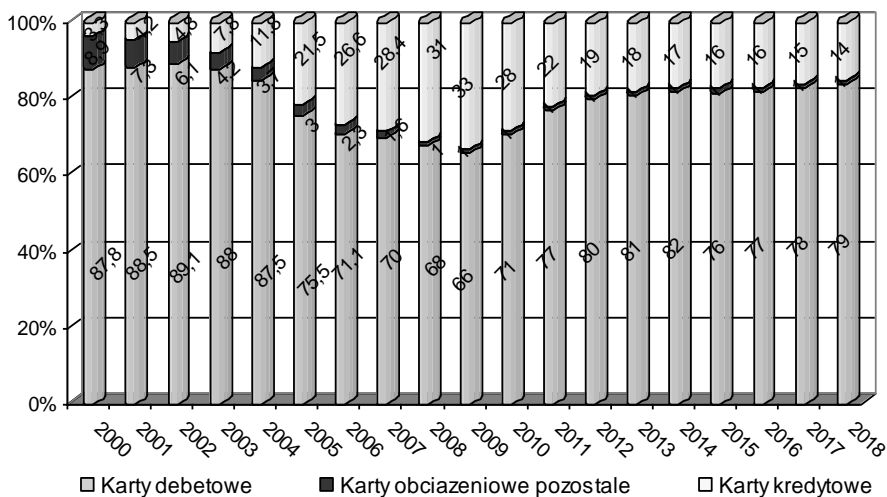 100%
3,3 4,2 4,8 7,8 11,8 21,5 26,6 28,4 31 33 28 22 19 18 17 16 16 15 14
8,9 7,3 6,1 4,2 3,7 3 2,3 1,6 1 1 1
80%
60%
40%
87,8 88,5 89,1 88 87,5 75,5 71,1 70 68 66 71 77 80 81 82 76 77 78 79
20%
0%
2000 2001 2002 2003 2004 2005 2006 2007 2008 2009 2010 2011 2012 2013 2014 2015 2016 2017 2018
Karty debetowe Karty obciazeniowe pozostale Karty kredytowe